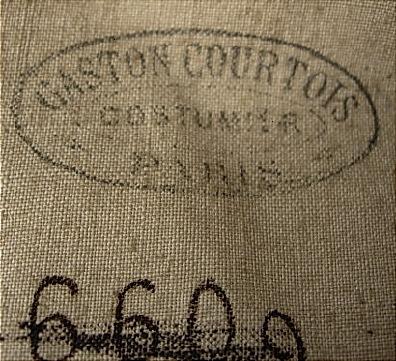 GASTON COURTOIS
COSTUMIER
PARIS
6600